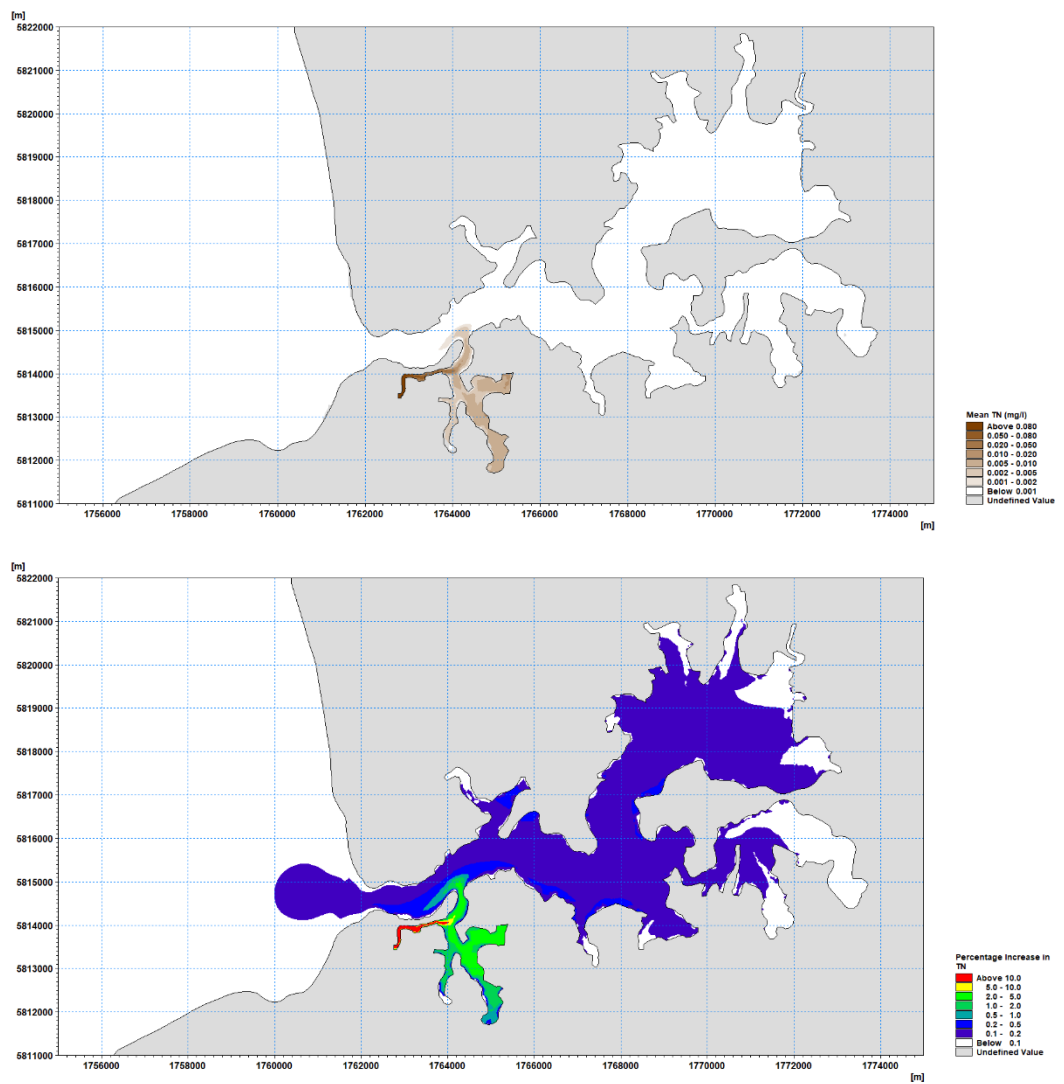 [m]
5822000
5821000
5820000
5819000
5818000
5817000
5816000
5815000
5814000
5813000
5812000
5811000
1756000 1758000 1760000 1762000 1764000 1766000 1768000 1770000 1772000 1774000
[m]
Mean TN (mg/l)
Above 0.080
0.050 - 0.080
0.020 - 0.050
0.010 - 0.020
0.005 - 0.010
0.002 - 0.005
0.001 - 0.002
Below 0.001
Undefined Value
[m]
5822000
5821000
5820000
5819000
5818000
5817000
5816000
5815000
5814000
5813000
5812000
5811000
1756000 1758000 1760000 1762000 1764000 1766000 1768000 1770000 1772000 1774000
[m]
Percentage Increase in
TN
Above 10.0
5.0 - 10.0
2.0 - 5.0
1.0 - 2.0
0.5 - 1.0
0.2 - 0.5
0.1 - 0.2
Below 0.1
Undefined Value